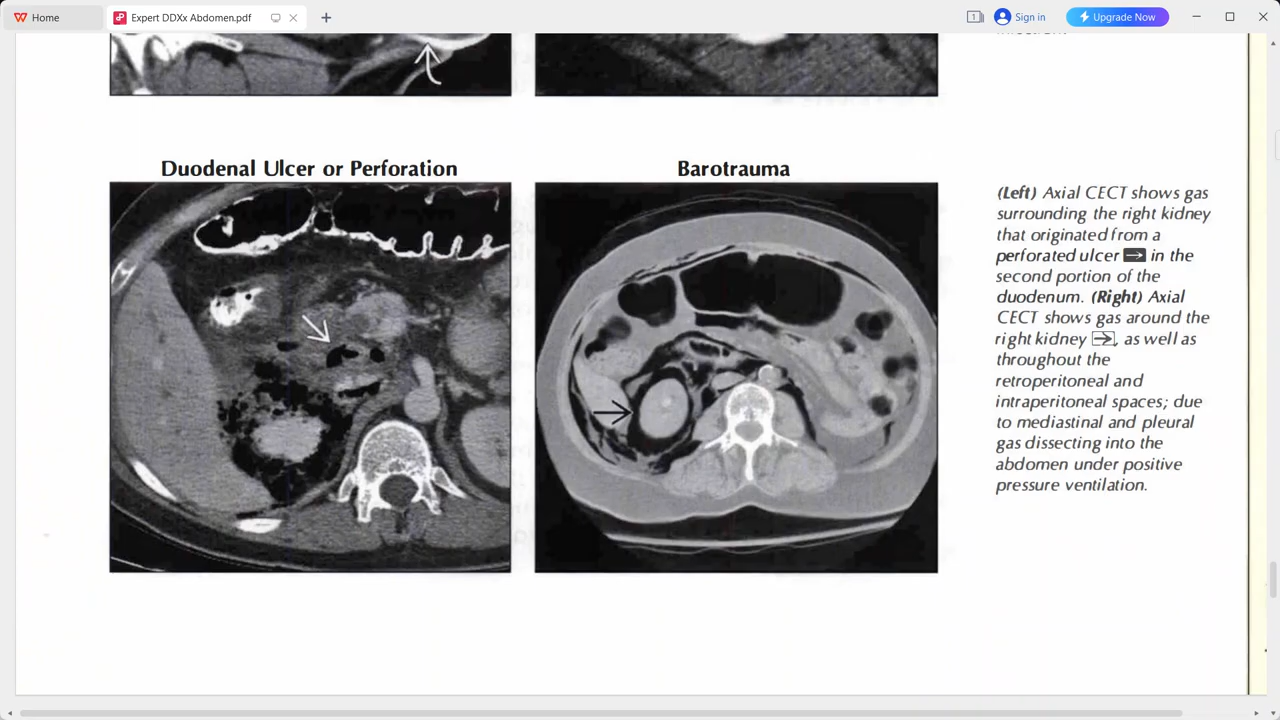 Home
Expert DDXx Abdomen.pdf
1
Sign in
Upgrade Now
Duodenal Ulcer or Perforation
Barotrauma
(Left) Axial CECT shows gas
surrounding the right kidney
that originated from a
perforated ulcer → in the
second portion of the
duodenum. (Right) Axial
CECT shows gas around the
right kidney →, as well as
throughout the
retroperitoneal and
intraperitoneal spaces; due
to mediastinal and pleural
gas dissecting into the
abdomen under positive
pressure ventilation.